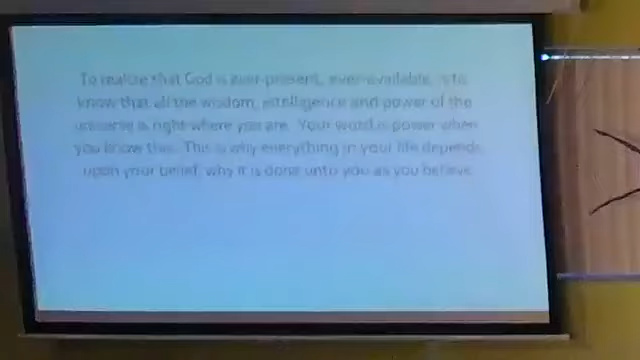 To realize that God is ever-present, ever-available, is to
know that all the wisdom, intelligence and power of the
universe is right where you are. Your word is power when
you know this. This is why everything in your life depends
upon your belief, why it is done unto you as you believe.